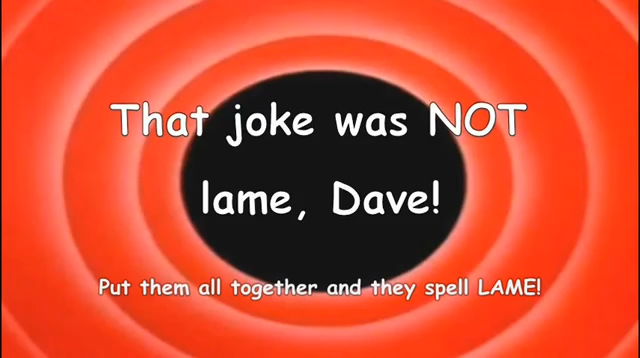 That joke was NOT
lame, Dave!
Put them all together and they spell LAME!